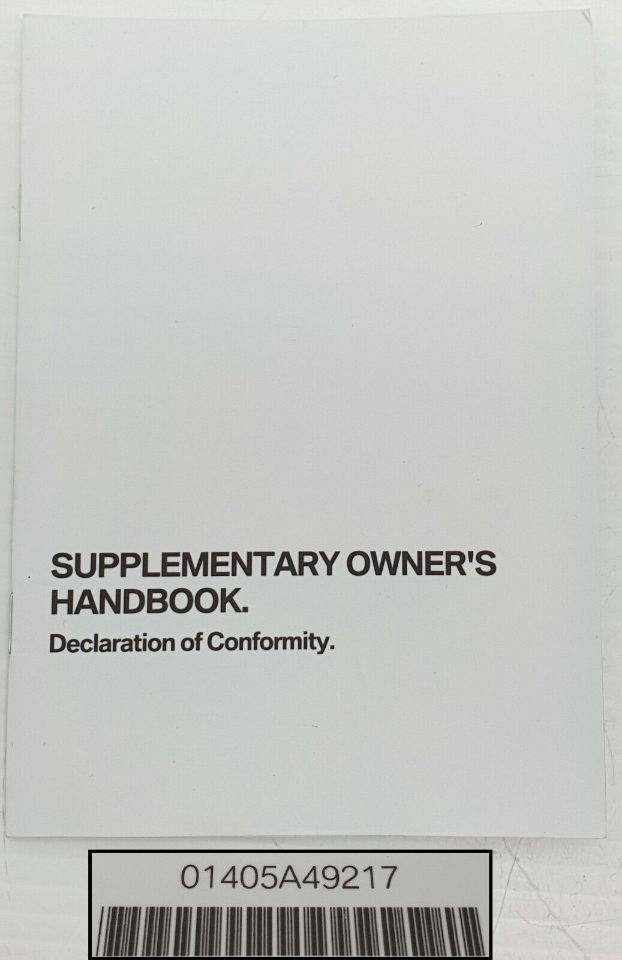 SUPPLEMENTARY OWNER'S
HANDBOOK.
Declaration of Conformity.
01405A49217